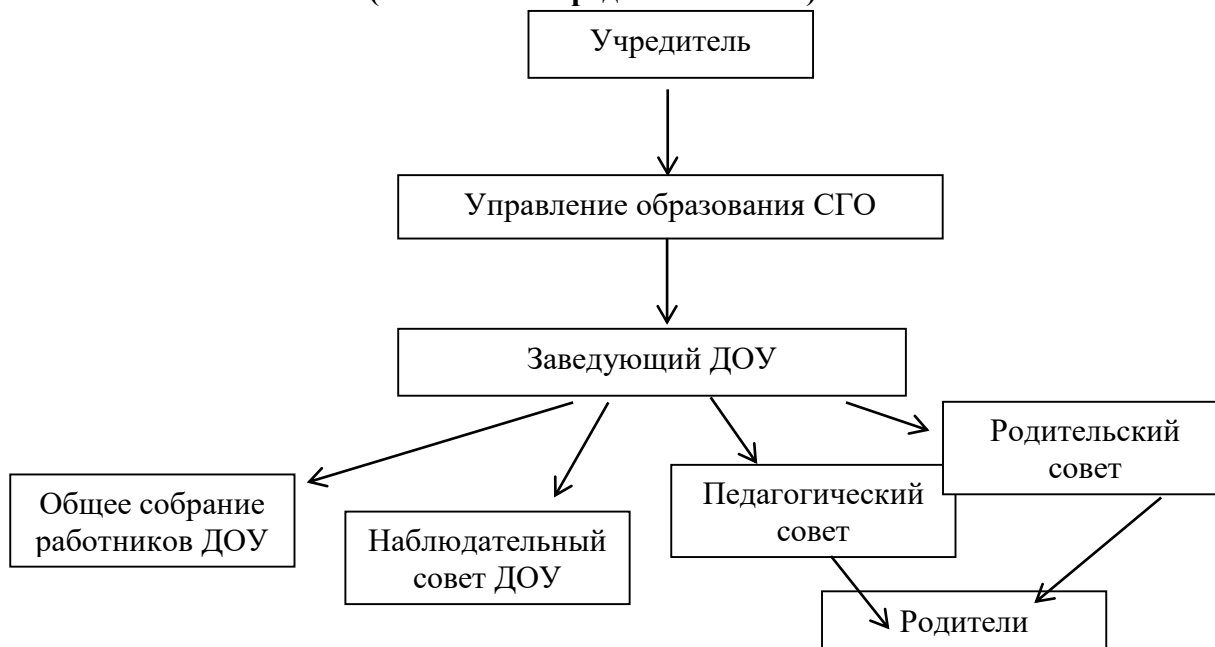 Учредитель
Управление образования СГО
Заведующий ДОУ
Родительский
совет
Общее собрание
работников ДОУ
Наблюдательный
совет ДОУ
Педагогический
совет
Родители